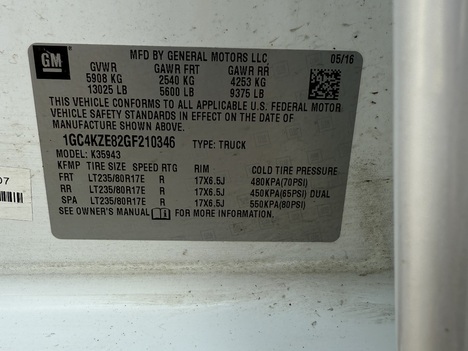 GM
MFD BY GENERAL MOTORS LLC
05/16
GVWR GAWR FRT GAWR RR
5908 KG 2540 KG 4253 KG
13025 LB 5600 LB 9375 LB
THIS VEHICLE CONFORMS TO ALL APPLICABLE U.S. FEDERAL MOTOR
VEHICLE SAFETY STANDARDS IN EFFECT ON THE DATE OF
MANUFACTURE SHOWN ABOVE.
1GC4KZE82GF210346 TYPE: TRUCK
MODEL: K35943
KFMP TIRE SIZE SPEED RTG RIM COLD TIRE PRESSURE
FRT LT235/80R17E R 17X6.5J 480KPA(70PSI)
RR LT235/80R17E R 17X6.5J 450KPA(65PSI) DUAL
SPA LT235/80R17E R 17X6.5J 550KPA(80PSI)
SEE OWNER'S MANUAL FOR MORE INFORMATION.
07